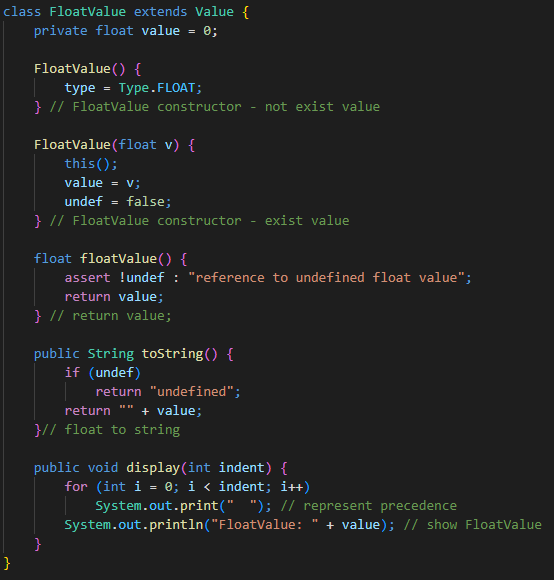 class FloatValue extends Value {
    private float value = 0;

    FloatValue() {
        type = Type.FLOAT;
    } // FloatValue constructor - not exist value

    FloatValue(float v) {
        this();
        value = v;
        undef = false;
    } // FloatValue constructor - exist value

    float floatValue() {
        assert !undef : "reference to undefined float value";
        return value;
    } // return value;

    public String toString() {
        if (undef)
            return "undefined";
        return "" + value;
    }// float to string

    public void display(int indent) {
        for (int i = 0; i < indent; i++)
            System.out.print("  "); // represent precedence
        System.out.println("FloatValue: " + value); // show FloatValue
    }
}